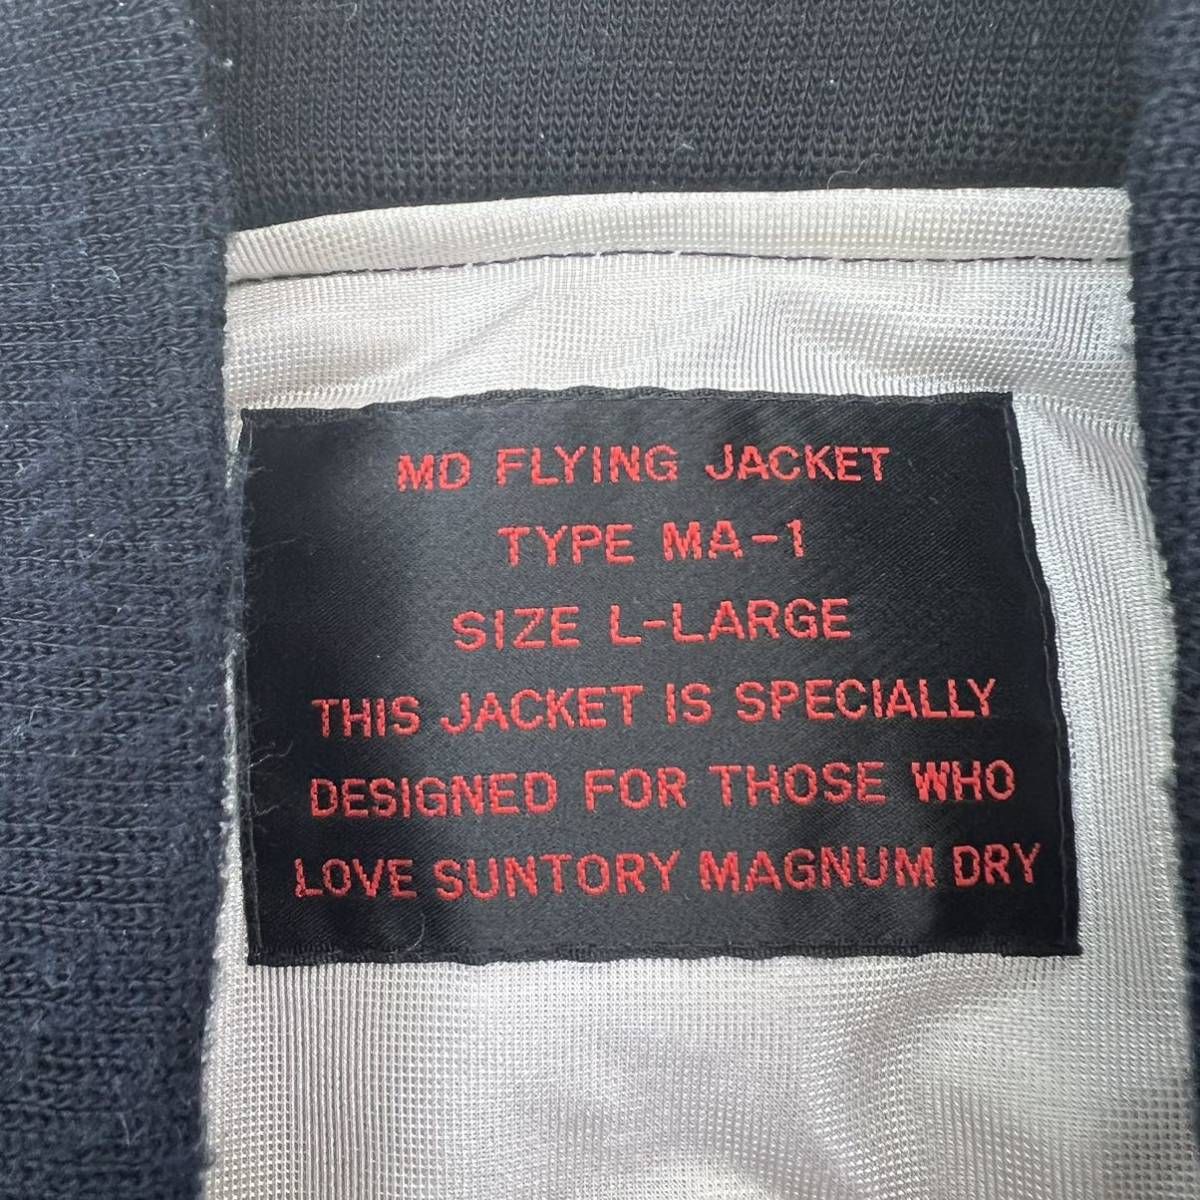 MD FLYING JACKET
TYPE MA-1
SIZE L-LARGE
THIS JACKET IS SPECIALLY
DESIGNED FOR THOSE WHO
LOVE SUNTORY MAGNUM DRY